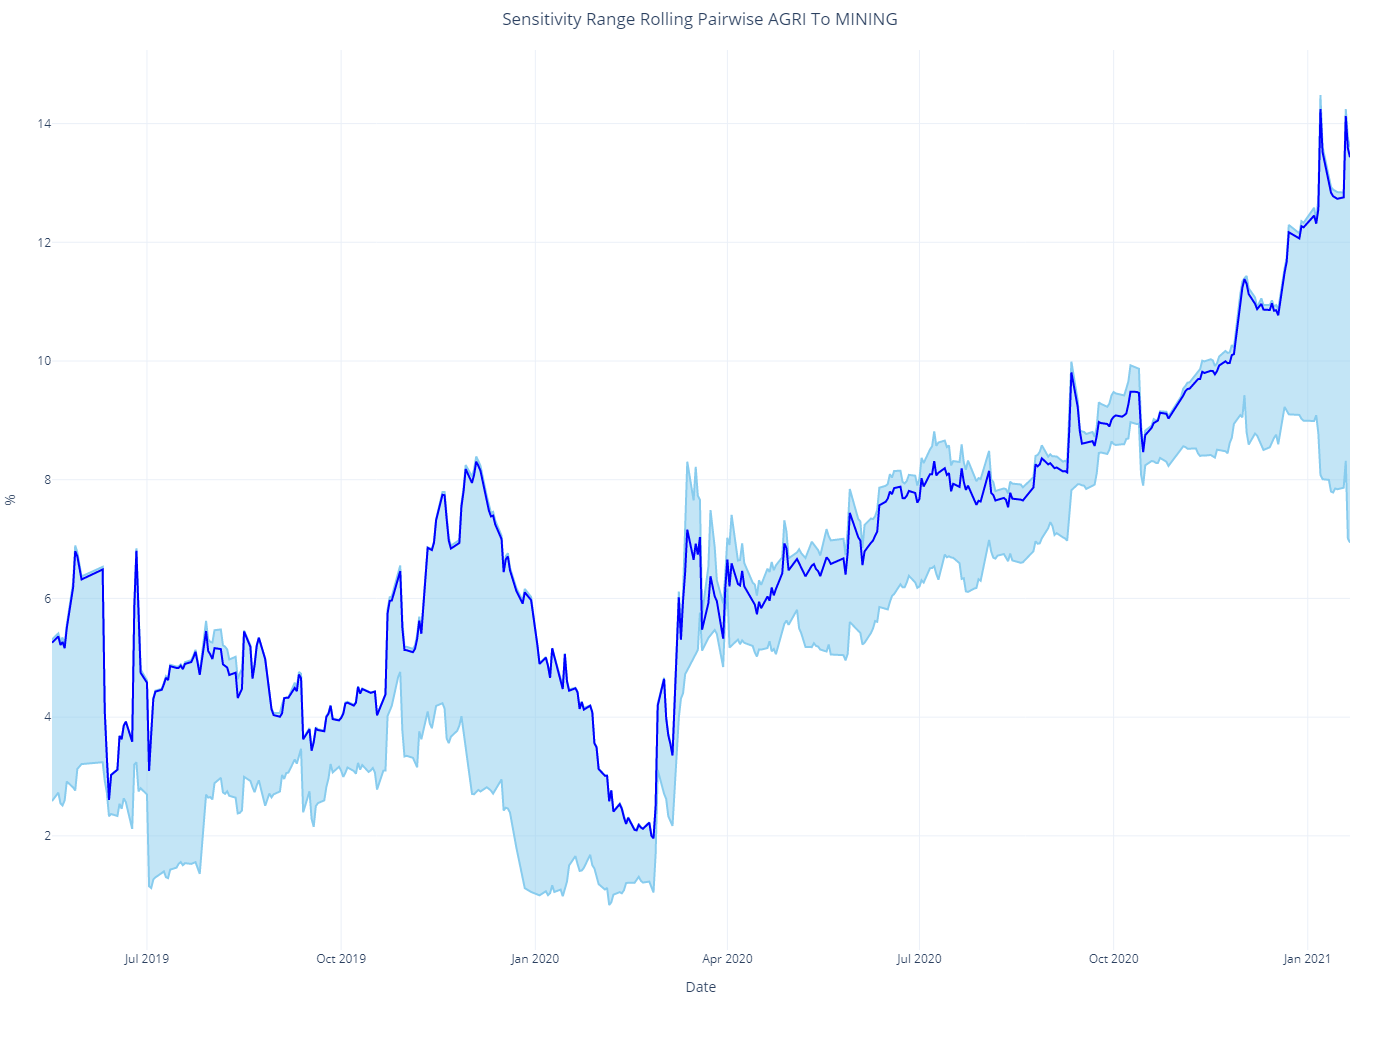 Sensitivity Range Rolling Pairwise AGRI To MINING
%
14
12
10
8
6
4
2
Jul 2019
Oct 2019
Jan 2020
Apr 2020
Jul 2020
Oct 2020
Jan 2021
Date